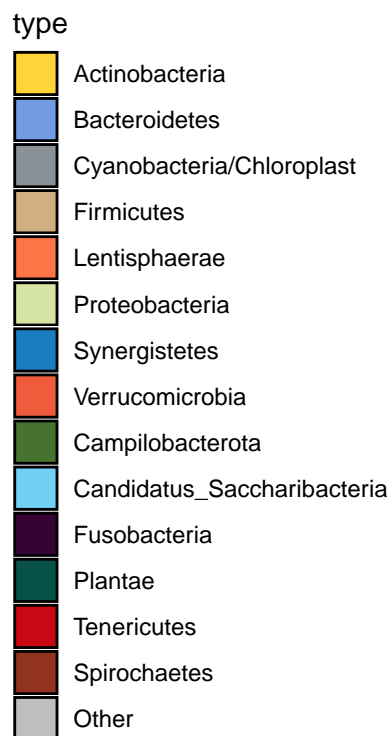 type
Actinobacteria
Bacteroidetes
Cyanobacteria/Chloroplast
Firmicutes
Lentisphaerae
Proteobacteria
Synergistetes
Verrucomicrobia
Campilobacterota
Candidatus_Saccharibacteria
Fusobacteria
Plantae
Tenericutes
Spirochaetes
Other